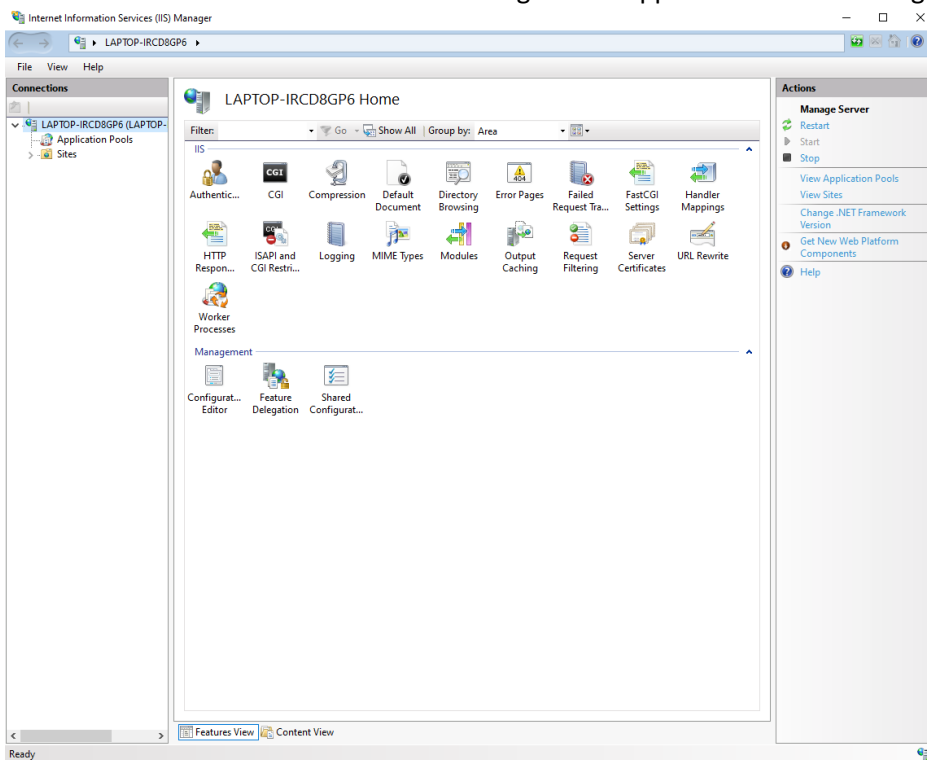 Internet Information Services (IIS) Manager
LAPTOP-IRCD8GP6
File View Help
Connections
LAPTOP-IRCD8GP6 (LAPTOP-
Application Pools
Sites
LAPTOP-IRCD8GP6 Home
Filter: Go Show All Group by: Area
IIS
Authentic... CGI Compression Default Document Directory Browsing Error Pages Failed Request Tra... FastCGI Settings Handler Mappings
HTTP Respon... ISAPI and CGI Restri... Logging MIME Types Modules Output Caching Request Filtering Server Certificates URL Rewrite
Worker Processes
Management
Configurat... Editor Feature Delegation Shared Configurat...
Features View Content View
Actions
Manage Server
Restart
Start
Stop
View Application Pools
View Sites
Change .NET Framework
Version
Get New Web Platform
Components
Help
Ready